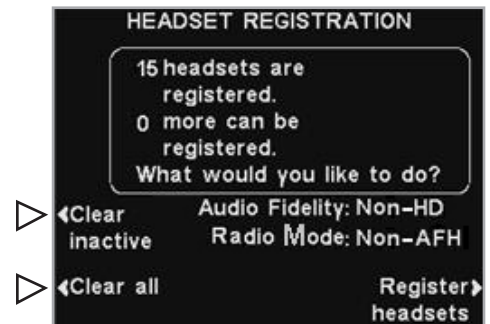 HEADSET REGISTRATION
15 headsets are
registered.
0 more can be
registered.
What would you like to do?
Audio Fidelity: Non-HD
Radio Mode: Non-AFH
Clear
inactive
Clear all
Register
headsets